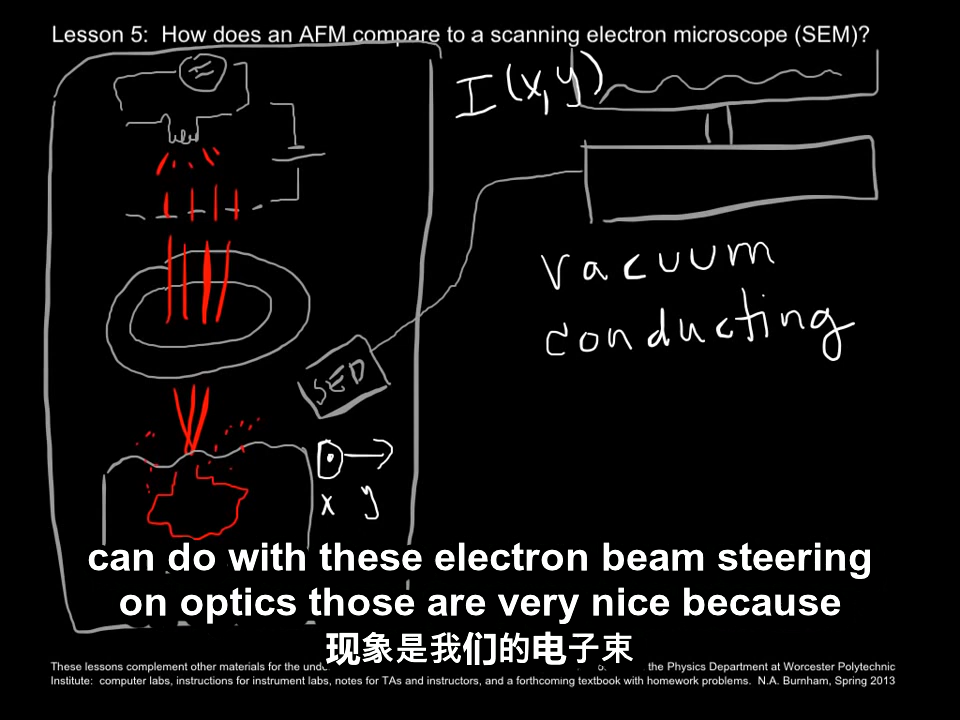 Lesson 5: How does an AFM compare to a scanning electron microscope (SEM)?
I
I(x,y)
vacuum
conducting
SED
x y
can do with these electron beam steering
on optics those are very nice because
现象是我们的电子束
These lessons complement other materials for the unde the Physics Department at Worcester Polytechnic
Institute: computer labs, instructions for instrument labs, notes for TAs and instructors, and a forthcoming textbook with homework problems. N.A. Burnham, Spring 2013